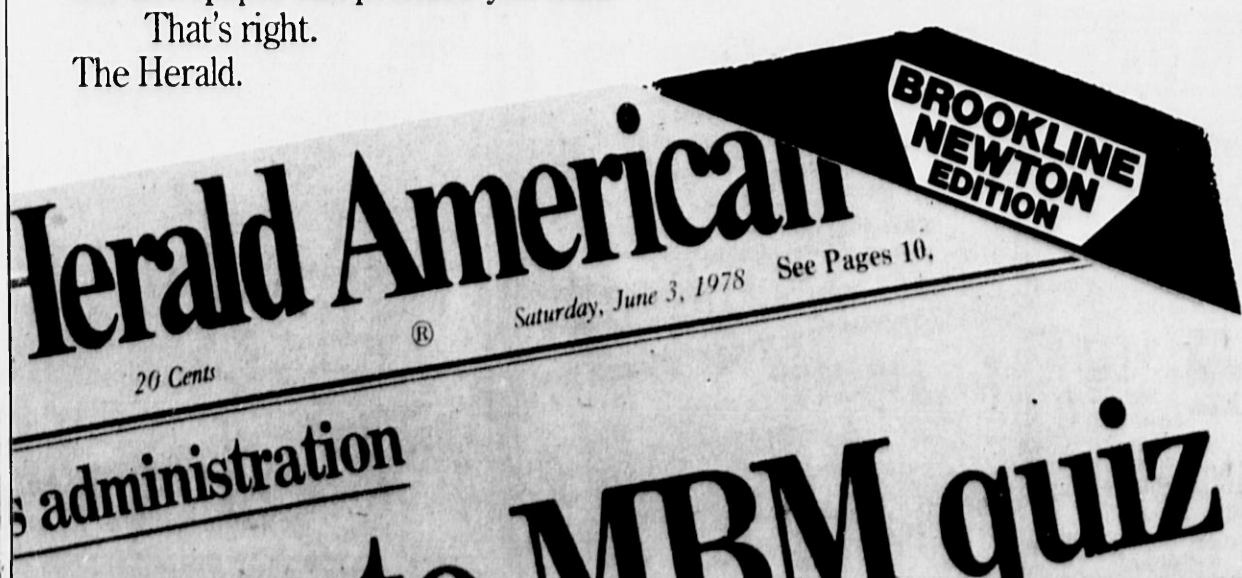 That's right.
The Herald.
BROOKLINE
NEWTON
EDITION
Herald American
®
20 Cents
Saturday, June 3, 1978
See Pages 10,
s administration
to MBM quiz